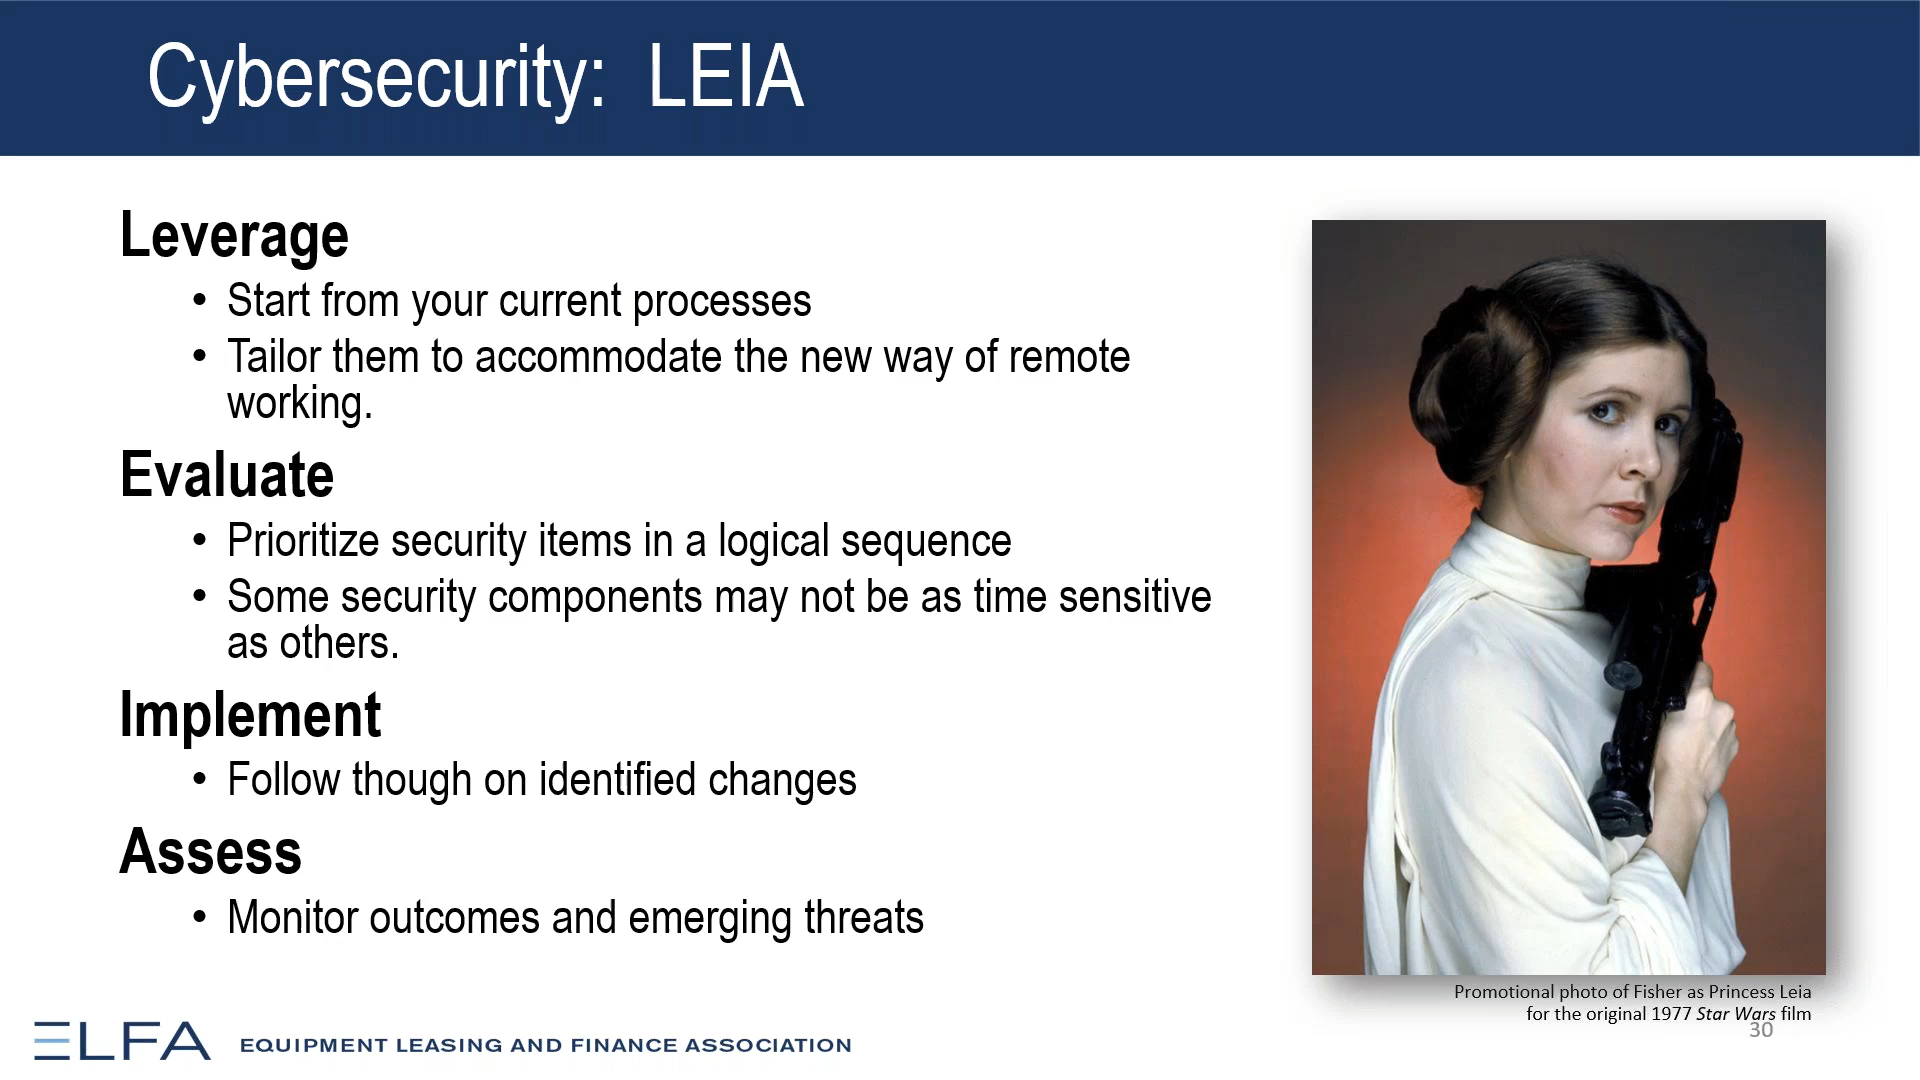 Cybersecurity: LEIA
Leverage
• Start from your current processes
• Tailor them to accommodate the new way of remote
working.
Evaluate
• Prioritize security items in a logical sequence
• Some security components may not be as time sensitive
as others.
Implement
• Follow though on identified changes
Assess
• Monitor outcomes and emerging threats
Promotional photo of Fisher as Princess Leia
for the original 1977 Star Wars film
30
ELFA EQUIPMENT LEASING AND FINANCE ASSOCIATION